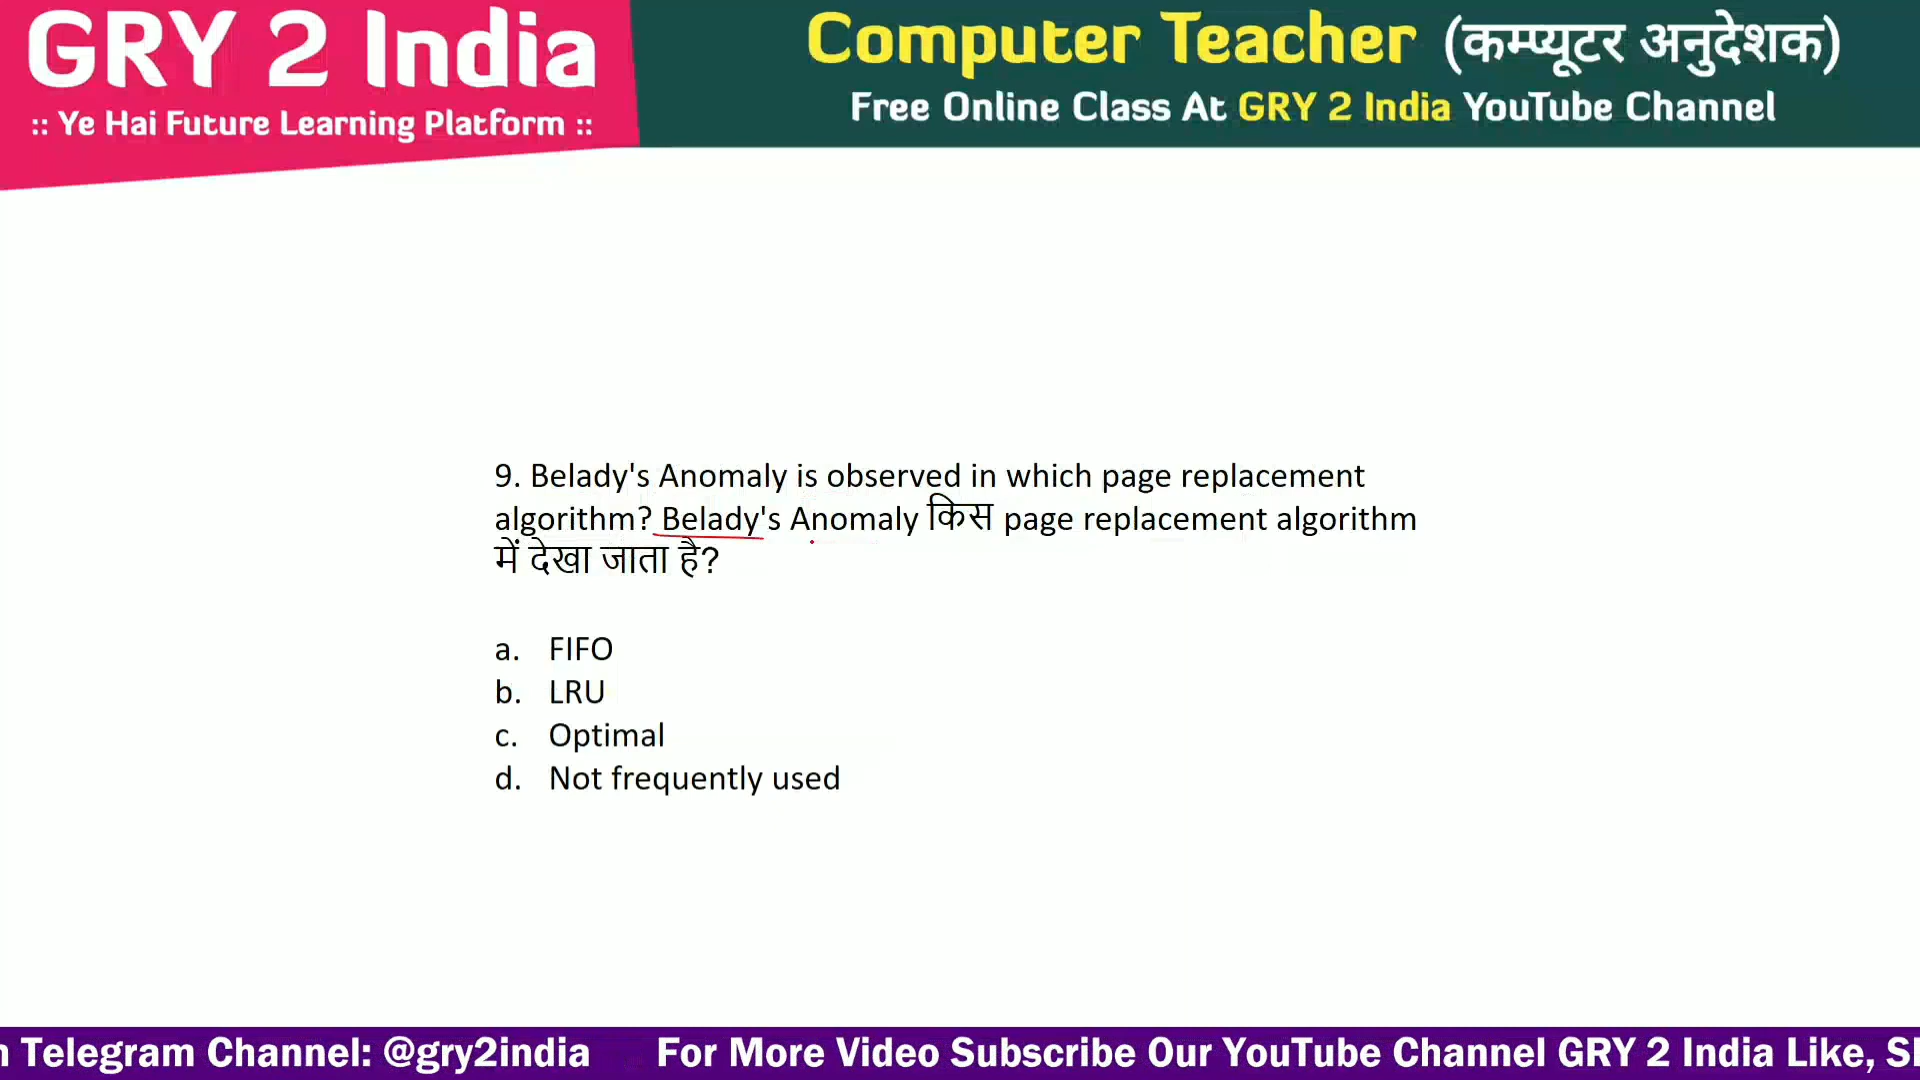 GRY 2 India
:: Ye Hai Future Learning Platform ::
Computer Teacher (कम्प्यूटर अनुदेशक)
Free Online Class At GRY 2 India YouTube Channel
9. Belady's Anomaly is observed in which page replacement
algorithm? Belady's Anomaly किस page replacement algorithm
में देखा जाता है?
a. FIFO
b. LRU
c. Optimal
d. Not frequently used
Telegram Channel: @gry2india For More Video Subscribe Our YouTube Channel GRY 2 India Like,